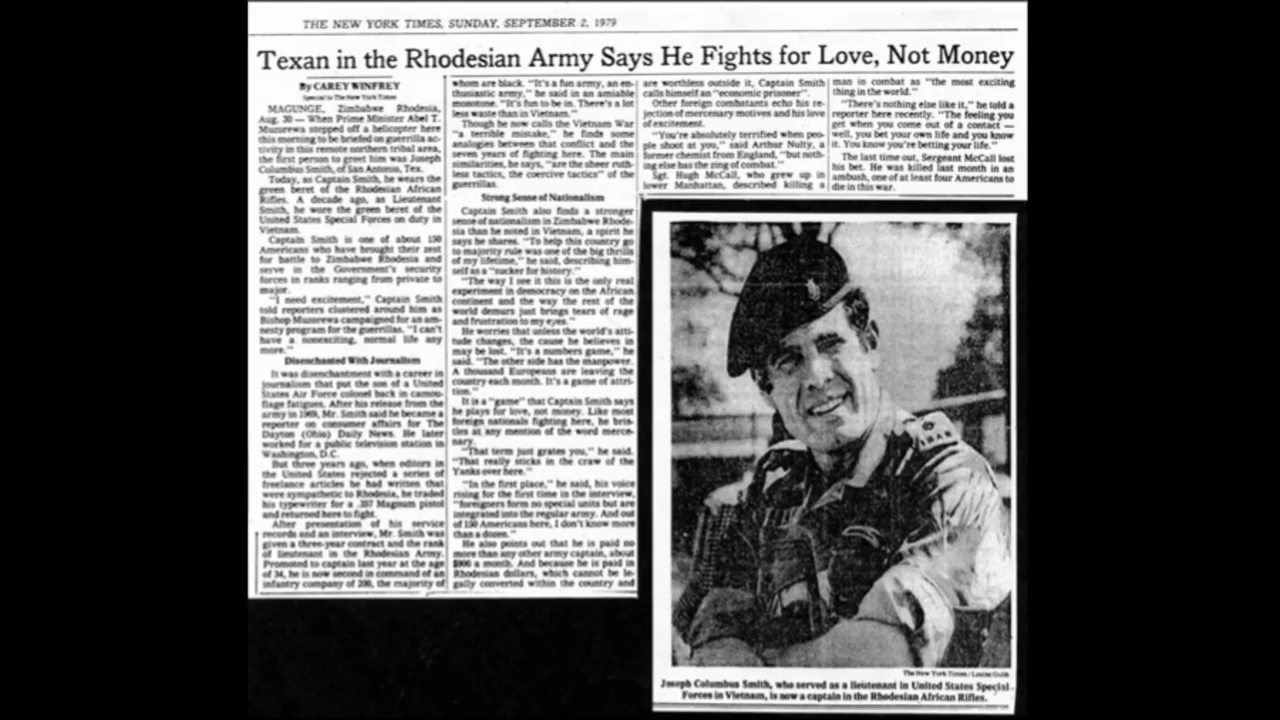 THE NEW YORK TIMES, SUNDAY, SEPTEMBER 2, 1979
Texan in the Rhodesian Army Says He Fights for Love, Not Money
By CAREY WINFREY
Special to The New York Times
MAGUNGE, Zimbabwe Rhodesia,
Aug. 30 — When Prime Minister Abel T.
Muzorewa stepped off a helicopter here
this morning to be briefed on guerrilla ac-
tivity in this remote northern tribal area,
the first person to greet him was Joseph
Columbus Smith, of San Antonio, Tex.
Today, as Captain Smith, he wears the
green beret of the Rhodesian African
Rifles. A decade ago, as Lieutenant
Smith, he wore the green beret of the
United States Special Forces on duty in
Vietnam.
Captain Smith is one of about 150
Americans who have brought their zest
for battle to Zimbabwe Rhodesia and
serve in the Government's security
forces in ranks ranging from private to
major.
"I need excitement," Captain Smith
told reporters clustered around him as
Bishop Muzorewa campaigned for an am-
nesty program for the guerrillas. "I can't
have a nonexciting, normal life any
more."
Disenchanted With Journalism
It was disenchantment with a career in
journalism that put the son of a United
States Air Force colonel back in camou-
flage fatigues. After his release from the
army in 1969, Mr. Smith said he became a
reporter on consumer affairs for The
Dayton (Ohio) Daily News. He later
worked for a public television station in
Washington, D.C.
But three years ago, when editors in
the United States rejected a series of
freelance articles he had written that
were sympathetic to Rhodesia, he traded
his typewriter for a .357 Magnum pistol
and returned here to fight.
After presentation of his service
records and an interview, Mr. Smith was
given a three-year contract and the rank
of lieutenant in the Rhodesian Army.
Promoted to captain last year at the age
of 34, he is now second in command of an
infantry company of 200, the majority of
whom are black. "It's a fun army, an en-
thusiastic army," he said in an amiable
monotone. "It's fun to be in. There's a lot
less waste than in Vietnam."
Though he now calls the Vietnam War
"a terrible mistake," he finds some
analogies between that conflict and the
seven years of fighting here. The main
similarities, he says, "are the sheer ruth-
less tactics, the coercive tactics" of the
guerrillas.
Strong Sense of Nationalism
Captain Smith also finds a stronger
sense of nationalism in Zimbabwe Rhode-
sia than he noted in Vietnam, a spirit he
says he shares. "To help this country go
to majority rule was one of the big thrills
of my lifetime," he said, describing him-
self as a "sucker for history."
"The way I see it this is the only real
experiment in democracy on the African
continent and the way the rest of the
world demurs just brings tears of rage
and frustration to my eyes."
He worries that unless the world's atti-
tude changes, the cause he believes in
may be lost. "It's a numbers game," he
said. "The other side has the manpower.
A thousand Europeans are leaving the
country each month. It's a game of attri-
tion."
It is a "game" that Captain Smith says
he plays for love, not money. Like most
foreign nationals fighting here, he bris-
tles at any mention of the word merce-
nary.
"That term just grates you," he said.
"That really sticks in the craw of the
Yanks over here."
"In the first place," he said, his voice
rising for the first time in the interview,
"foreigners form no special units but are
integrated into the regular army. And out
of 150 Americans here, I don't know more
than a dozen."
He also points out that he is paid no
more than any other army captain, about
$900 a month. And because he is paid in
Rhodesian dollars, which cannot be le-
gally converted within the country and
are worthless outside it, Captain Smith
calls himself an "economic prisoner".
Other foreign combatants echo his re-
jection of mercenary motives and his love
of excitement.
"You're absolutely terrified when peo-
ple shoot at you," said Arthur Nulty, a
former chemist from England, "but noth-
ing else has the zing of combat."
Sgt. Hugh McCall, who grew up in
lower Manhattan, described killing a
man in combat as "the most exciting
thing in the world."
"There's nothing else like it," he told a
reporter here recently. "The feeling you
get when you come out of a contact —
well, you bet your own life and you know
it. You know you're betting your life."
The last time out, Sergeant McCall lost
his bet. He was killed last month in an
ambush, one of at least four Americans to
die in this war.
The New York Times / Louise Gubb
Joseph Columbus Smith, who served as a lieutenant in United States Special
Forces in Vietnam, is now a captain in the Rhodesian African Rifles.